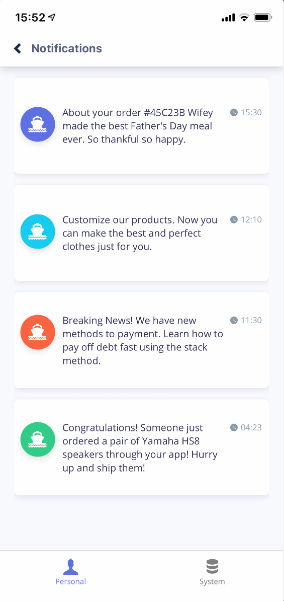 15:52
Notifications
About your order #45C23B Wifey 15:30
made the best Father's Day meal
ever. So thankful so happy.
Customize our products. Now you 12:10
can make the best and perfect
clothes just for you.
Breaking News! We have new 11:30
methods to payment. Learn how to
pay off debt fast using the stack
method.
Congratulations! Someone just 04:23
ordered a pair of Yamaha HS8
speakers through your app! Hurry
up and ship them!
Personal System